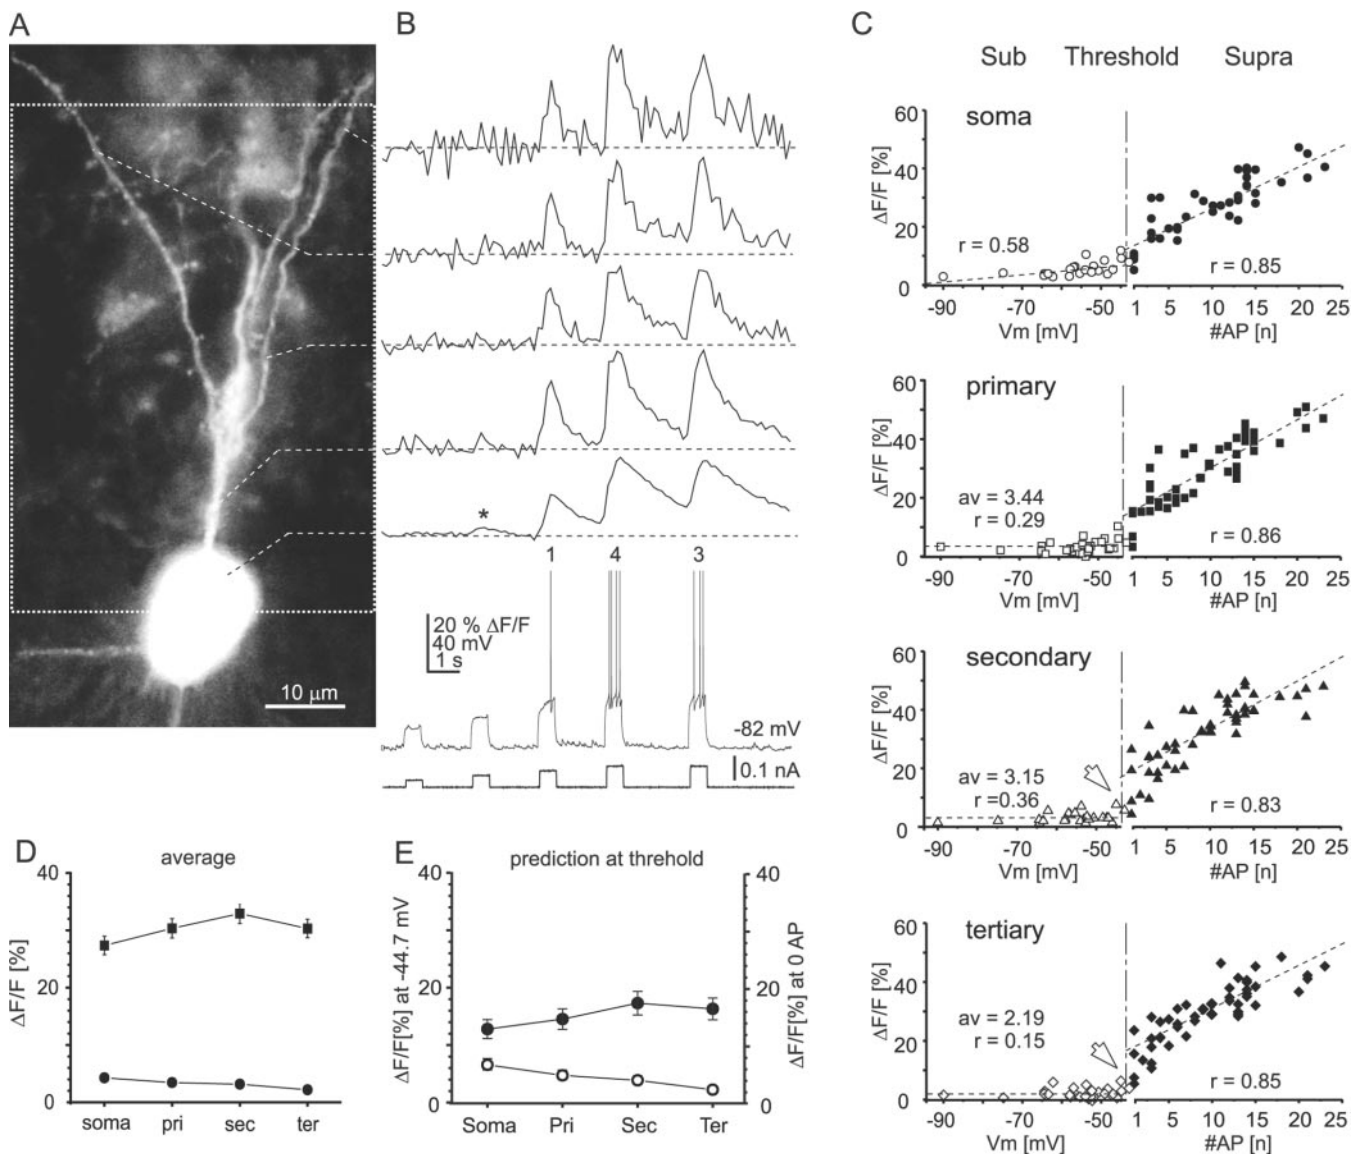 A
10 μm
B
*
1 4 3
20 % ΔF/F
40 mV
1 s
-82 mV
0.1 nA
C
Sub Threshold Supra
soma
60
40
20
0
ΔF/F [%]
r = 0.58
r = 0.85
-70 -50 1 5 10 15 20 25
Vm [mV] #AP [n]
primary
60
40
20
0
ΔF/F [%]
av = 3.44
r = 0.29
r = 0.86
-90 -70 -50 1 5 10 15 20 25
Vm [mV] #AP [n]
secondary
60
40
20
0
ΔF/F [%]
av = 3.15
r =0.36
r = 0.83
-90 -70 -50 1 5 10 15 20 25
Vm [mV] #AP [n]
tertiary
60
40
20
0
ΔF/F [%]
av = 2.19
r = 0.15
r = 0.85
-90 -70 -50 1 5 10 15 20 25
Vm [mV] #AP [n]
D
average
40
20
0
ΔF/F [%]
soma pri sec ter
E
prediction at threhold
40
20
0
ΔF/F[%] at -44.7 mV
40
20
0
ΔF/F[%] at 0 AP
Soma Pri Sec Ter